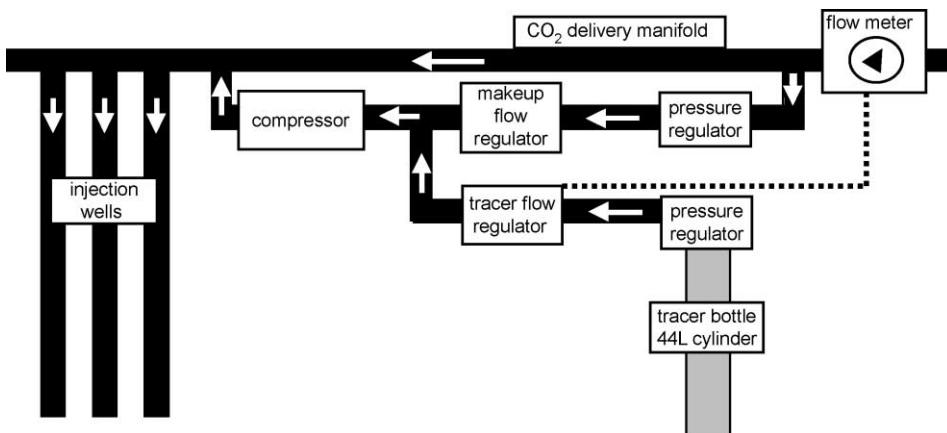 CO₂ delivery manifold
flow meter
compressor
makeup
flow
regulator
pressure
regulator
injection
wells
tracer flow
regulator
pressure
regulator
tracer bottle
44L cylinder